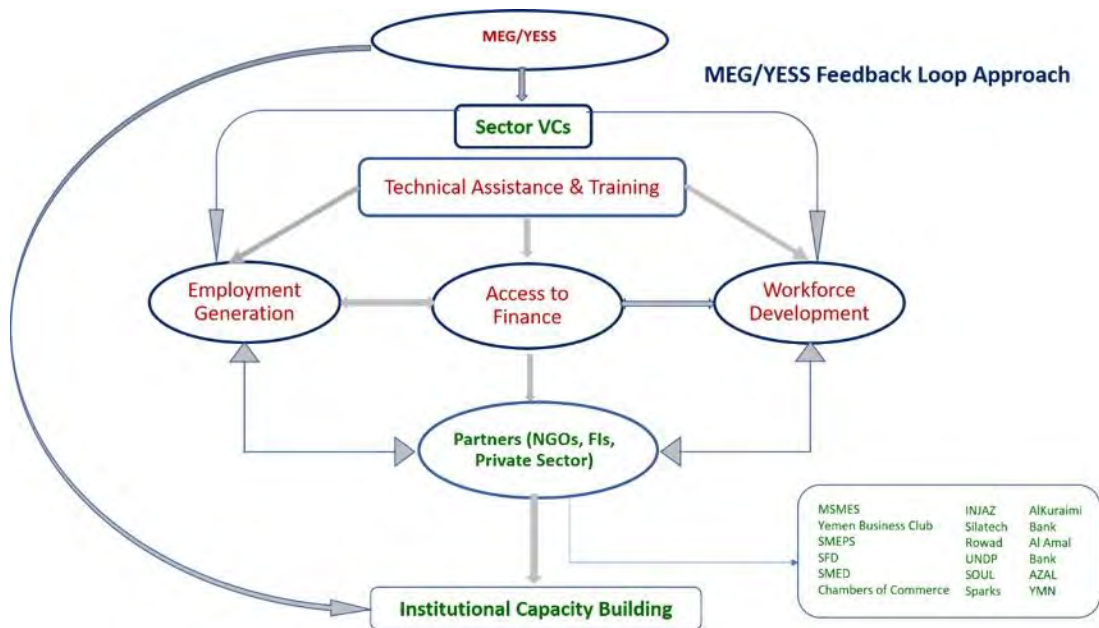 MEG/YESS
MEG/YESS Feedback Loop Approach
Sector VCs
Technical Assistance & Training
Employment
Generation
Access to
Finance
Workforce
Development
Partners (NGOs, FIs,
Private Sector)
MSMES
Yemen Business Club
SMEPS
SFD
SMED
Chambers of Commerce
INJAZ
Silatech
Rowad
UNDP
SOUL
Sparks
AlKuraimi
Bank
Al Amal
Bank
AZAL
YMN
Institutional Capacity Building